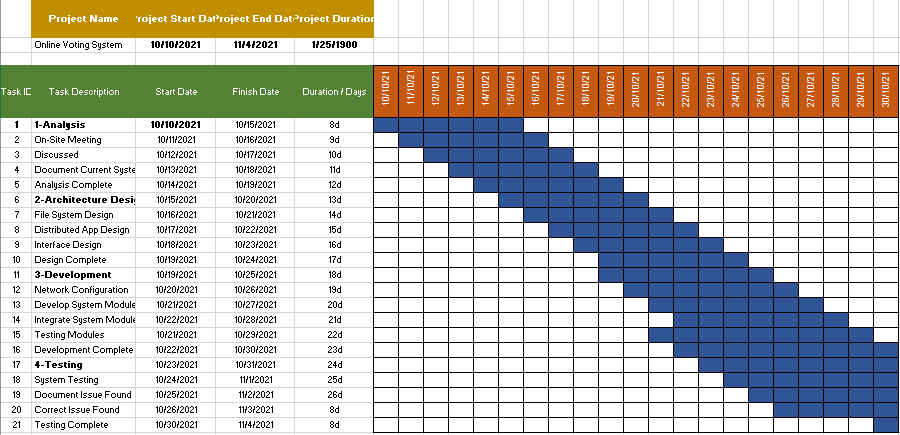 Project Name Project Start Dat Project End Dat Project Duration
Online Voting System 10/10/2021 11/4/2021 1/25/1900
Task ID Task Description Start Date Finish Date Duration / Days 10/10/21 11/10/21 12/10/21 13/10/21 14/10/21 15/10/21 16/10/21 17/10/21 18/10/21 19/10/21 20/10/21 21/10/21 22/10/21 23/10/21 24/10/21 25/10/21 26/10/21 27/10/21 28/10/21 29/10/21 30/10/21
1 1-Analysis 10/10/2021 10/15/2021 8d
2 On-Site Meeting 10/11/2021 10/16/2021 9d
3 Discussed 10/12/2021 10/17/2021 10d
4 Document Current Syste 10/13/2021 10/18/2021 11d
5 Analysis Complete 10/14/2021 10/19/2021 12d
6 2-Architecture Desi 10/15/2021 10/20/2021 13d
7 File System Design 10/16/2021 10/21/2021 14d
8 Distributed App Design 10/17/2021 10/22/2021 15d
9 Interface Design 10/18/2021 10/23/2021 16d
10 Design Complete 10/19/2021 10/24/2021 17d
11 3-Development 10/19/2021 10/25/2021 18d
12 Network Configuration 10/20/2021 10/26/2021 19d
13 Develop System Module 10/21/2021 10/27/2021 20d
14 Integrate System Module 10/22/2021 10/28/2021 21d
15 Testing Modules 10/21/2021 10/29/2021 22d
16 Development Complete 10/22/2021 10/30/2021 23d
17 4-Testing 10/23/2021 10/31/2021 24d
18 System Testing 10/24/2021 11/1/2021 25d
19 Document Issue Found 10/25/2021 11/2/2021 26d
20 Correct Issue Found 10/26/2021 11/3/2021 8d
21 Testing Complete 10/30/2021 11/4/2021 8d